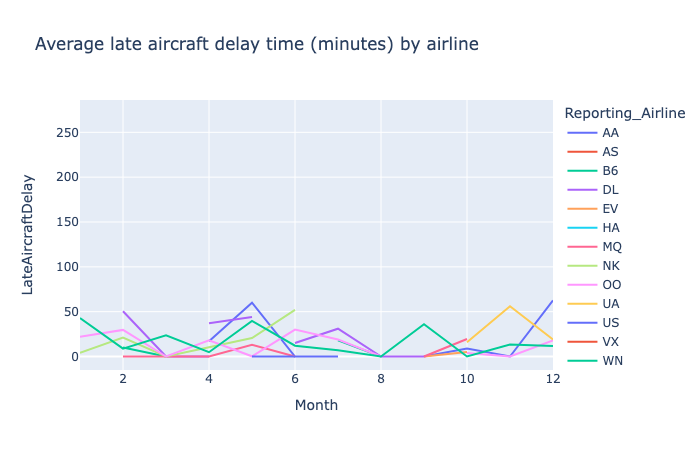 Average late aircraft delay time (minutes) by airline
Reporting_Airline
AA
AS
B6
DL
EV
HA
MQ
NK
OO
UA
US
VX
WN
LateAircraftDelay
250
200
150
100
50
0
2 4 6 8 10 12
Month